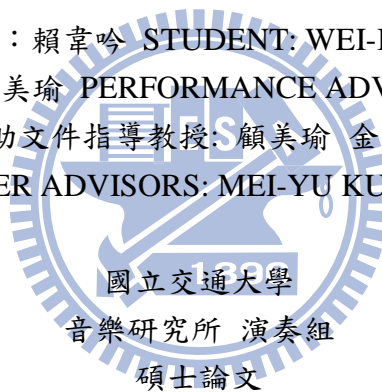 ：賴韋吟 STUDENT: WEI-
美瑜 PERFORMANCE ADV
助文件指導教授: 顧美瑜 金
ER ADVISORS: MEI-YU KU
1896
國立交通大學
音樂研究所 演奏組
碩士論文